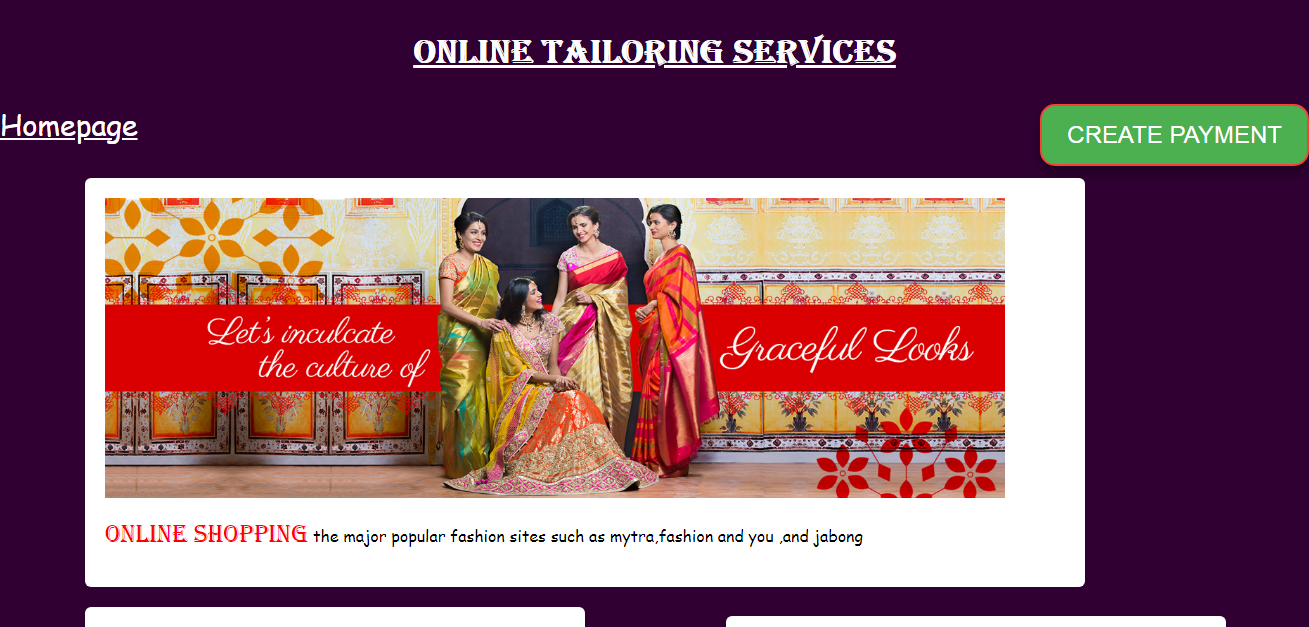 ONLINE TAILORING SERVICES
Homepage
CREATE PAYMENT
Let's inculcate
the culture of
Graceful Looks
ONLINE SHOPPING the major popular fashion sites such as mytra,fashion and you ,and jabong